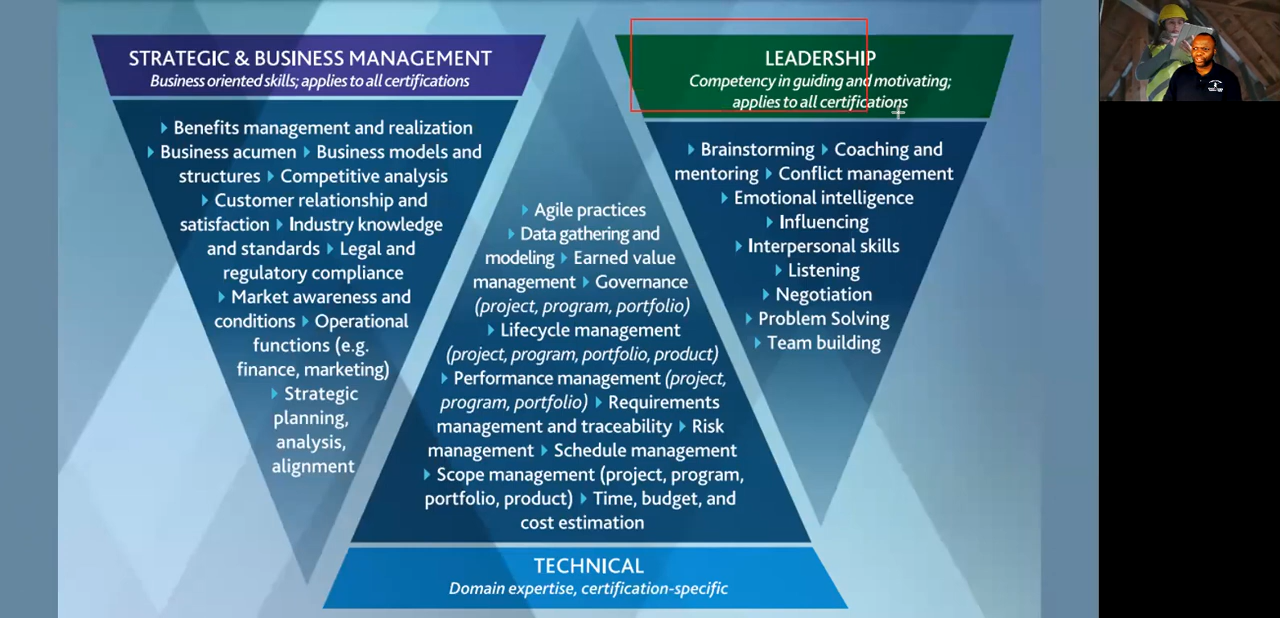 STRATEGIC & BUSINESS MANAGEMENT
Business oriented skills; applies to all certifications
Benefits management and realization
Business acumen Business models and
structures Competitive analysis
Customer relationship and
satisfaction Industry knowledge
and standards Legal and
regulatory compliance
Market awareness and
conditions Operational
functions (e.g.
finance, marketing)
Strategic
planning,
analysis,
alignment
Agile practices
Data gathering and
modeling Earned value
management Governance
(project, program, portfolio)
Lifecycle management
(project, program, portfolio, product)
Performance management (project,
program, portfolio) Requirements
management and traceability Risk
management Schedule management
Scope management (project, program,
portfolio, product) Time, budget, and
cost estimation
TECHNICAL
Domain expertise, certification-specific
LEADERSHIP
Competency in guiding and motivating;
applies to all certifications
Brainstorming Coaching and
mentoring Conflict management
Emotional intelligence
Influencing
Interpersonal skills
Listening
Negotiation
Problem Solving
Team building